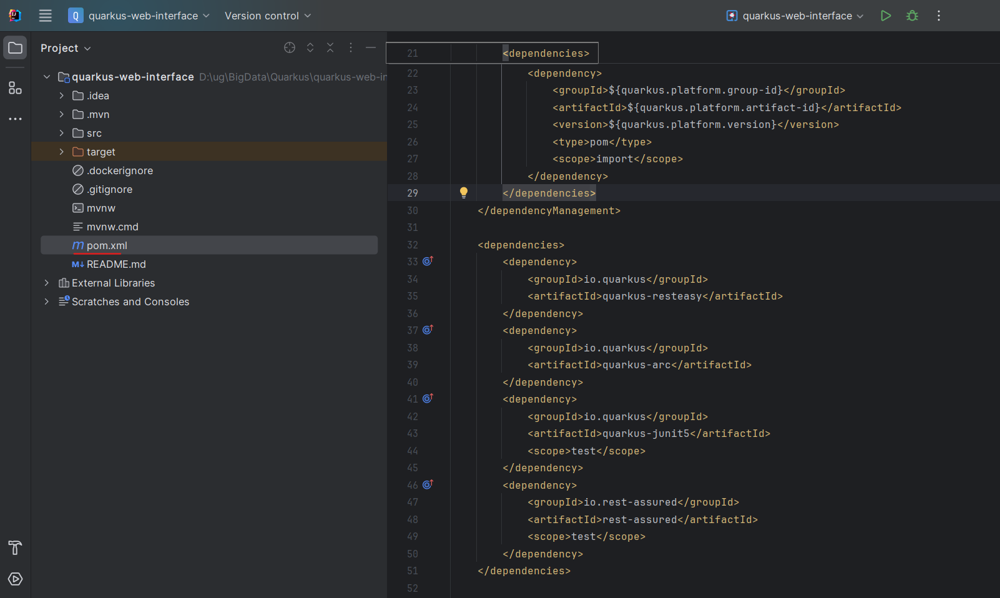 Q quarkus-web-interface Version control quarkus-web-interface
Project
quarkus-web-interface D:\ug\BigData\Quarkus\quarkus-web-in
.idea
.mvn
src
target
.dockerignore
.gitignore
mvnw
mvnw.cmd
m pom.xml
M↓ README.md
External Libraries
Scratches and Consoles
21 <dependencies>
22 <dependency>
23 <groupId>${quarkus.platform.group-id}</groupId>
24 <artifactId>${quarkus.platform.artifact-id}</artifactId>
25 <version>${quarkus.platform.version}</version>
26 <type>pom</type>
27 <scope>import</scope>
28 </dependency>
29 </dependencies>
30 </dependencyManagement>
31
32 <dependencies>
33 <dependency>
34 <groupId>io.quarkus</groupId>
35 <artifactId>quarkus-resteasy</artifactId>
36 </dependency>
37 <dependency>
38 <groupId>io.quarkus</groupId>
39 <artifactId>quarkus-arc</artifactId>
40 </dependency>
41 <dependency>
42 <groupId>io.quarkus</groupId>
43 <artifactId>quarkus-junit5</artifactId>
44 <scope>test</scope>
45 </dependency>
46 <dependency>
47 <groupId>io.rest-assured</groupId>
48 <artifactId>rest-assured</artifactId>
49 <scope>test</scope>
50 </dependency>
51 </dependencies>
52